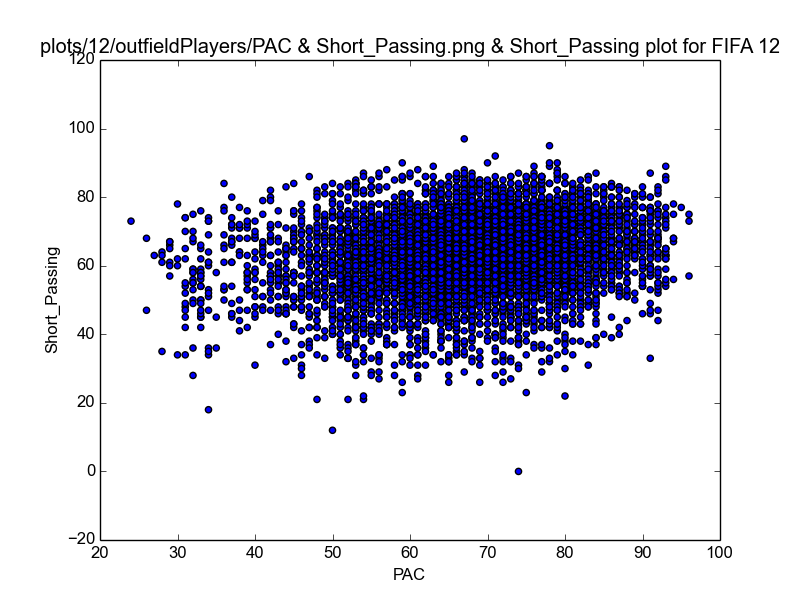 plots/12/outfieldPlayers/PAC & Short_Passing.png & Short_Passing plot for FIFA 12
120
100
80
60
40
20
0
−20
Short_Passing
20 30 40 50 60 70 80 90 100
PAC